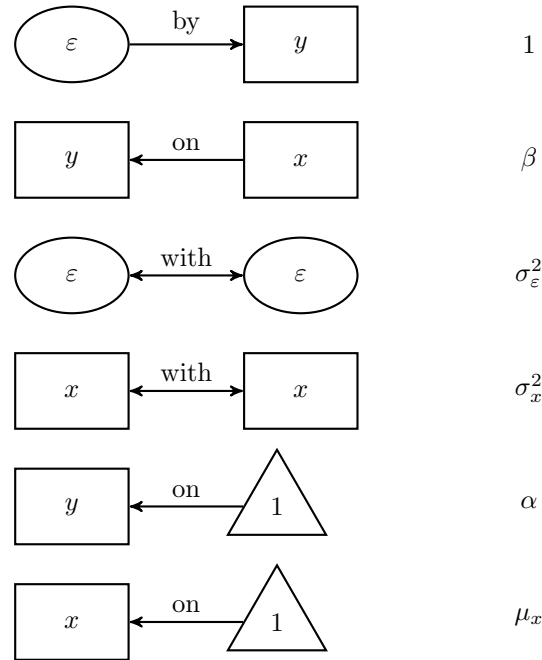 ε by y 1
y on x β
ε with ε σ²_ε
x with x σ²_x
y on 1 α
x on 1 μ_x